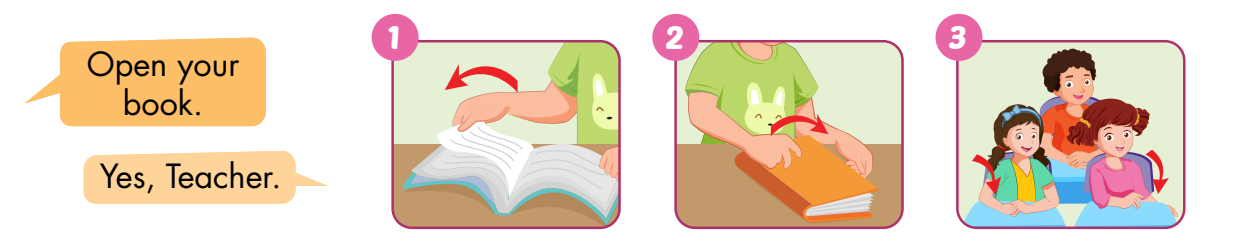 Open your
book.
Yes, Teacher.
1
2
3